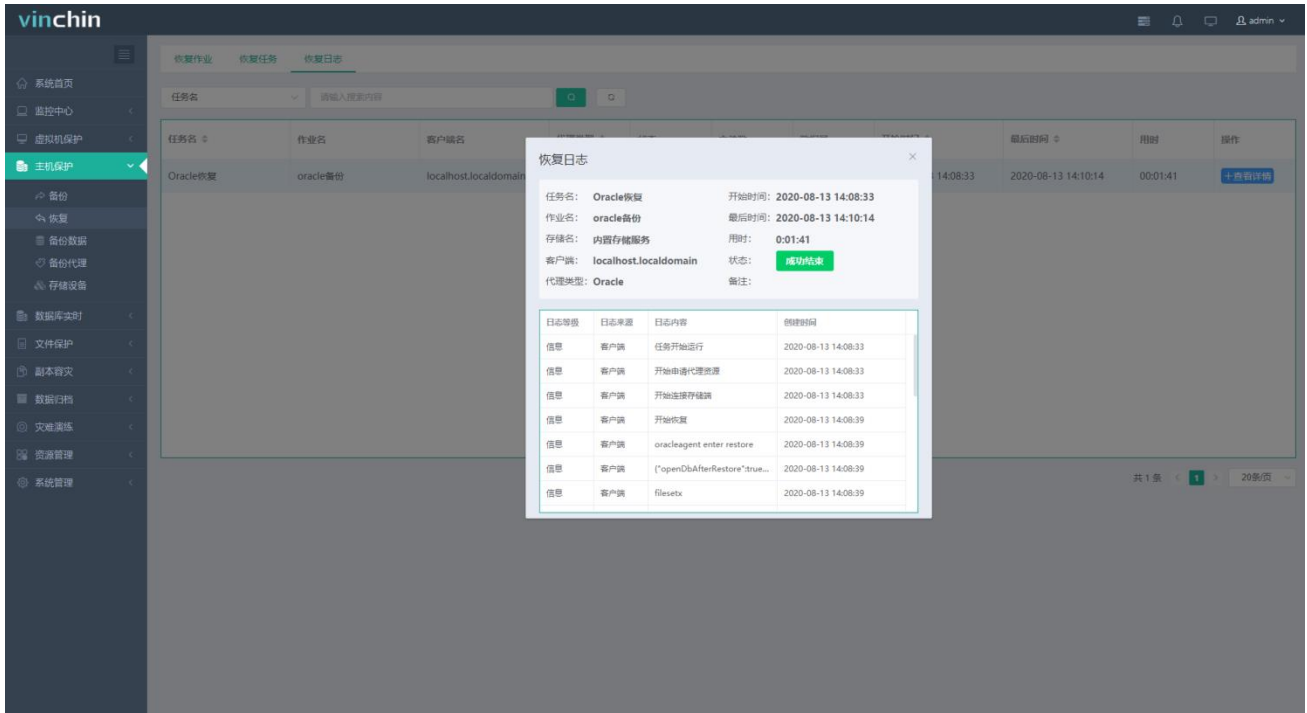 vinchin
admin
恢复作业 恢复任务 恢复日志
系统首页
任务名 请输入搜索内容
监控中心
虚拟机保护
主机保护
备份
恢复
备份数据
备份代理
存储设备
数据库实时
文件保护
副本容灾
数据归档
灾难演练
资源管理
系统管理
任务名 作业名 客户端名 最后时间 用时 操作
Oracle恢复 oracle备份 localhost.localdomain 14:08:33 2020-08-13 14:10:14 00:01:41 +查看详情
恢复日志
任务名: Oracle恢复 开始时间: 2020-08-13 14:08:33
作业名: oracle备份 最后时间: 2020-08-13 14:10:14
存储名: 内置存储服务 用时: 0:01:41
客户端: localhost.localdomain 状态: 成功结束
代理类型: Oracle 备注:
日志等级 日志来源 日志内容 创建时间
信息 客户端 任务开始运行 2020-08-13 14:08:33
信息 客户端 开始申请代理资源 2020-08-13 14:08:33
信息 客户端 开始连接存储端 2020-08-13 14:08:33
信息 客户端 开始恢复 2020-08-13 14:08:39
信息 客户端 oracleagent enter restore 2020-08-13 14:08:39
信息 客户端 {"openDbAfterRestore":true... 2020-08-13 14:08:39
信息 客户端 filesetx 2020-08-13 14:08:39
共 1 条 1 20条/页